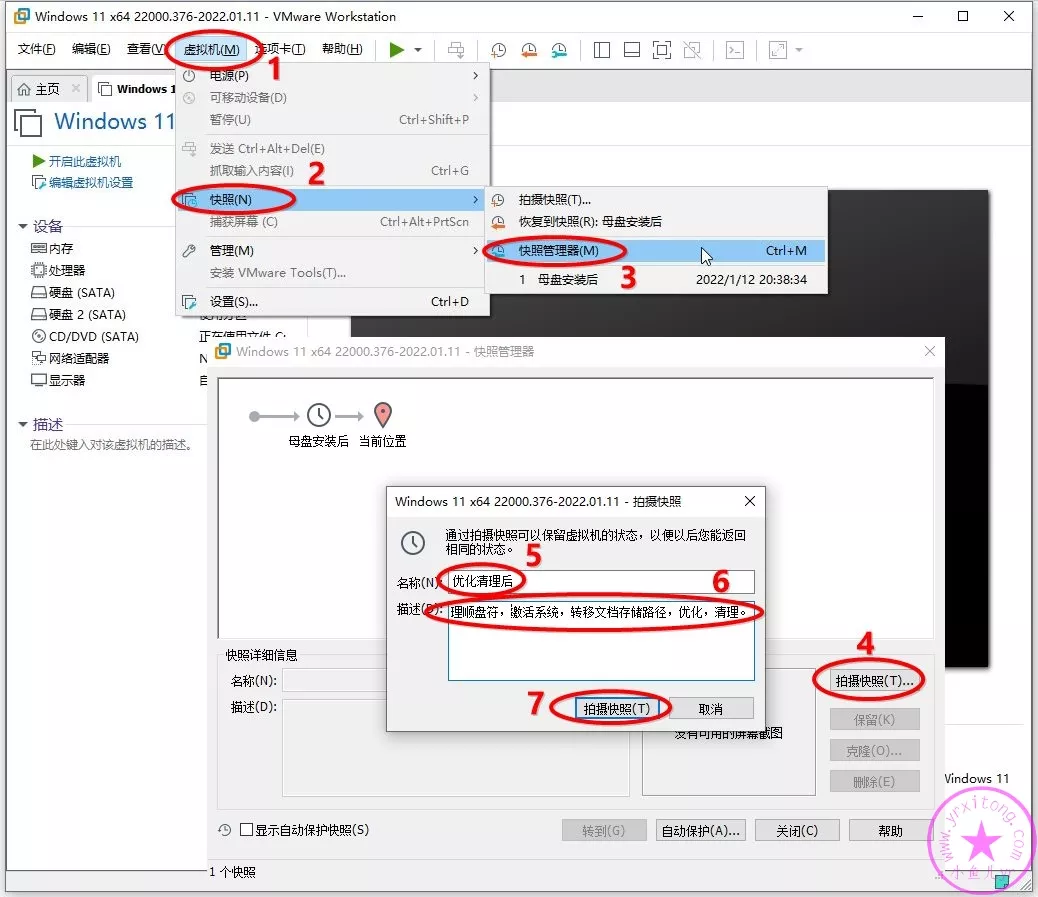 Windows 11 x64 22000.376-2022.01.11 - VMware Workstation
文件(F) 编辑(E) 查看(V) 虚拟机(M) 选项卡(T) 帮助(H)
1
主页 Windows 1
Windows 11
开启此虚拟机
编辑虚拟机设置
设备
内存
处理器
硬盘 (SATA)
硬盘 2 (SATA)
CD/DVD (SATA)
网络适配器
显示器
描述
在此处键入对该虚拟机的描述。
电源(P)
可移动设备(D)
暂停(U) Ctrl+Shift+P
发送 Ctrl+Alt+Del(E)
抓取输入内容(I) Ctrl+G
2
快照(N)
捕获屏幕 (C) Ctrl+Alt+PrtScn
管理(M)
安装 VMware Tools(T)...
设置(S)... Ctrl+D
拍摄快照(T)...
恢复到快照(R): 母盘安装后
快照管理器(M) Ctrl+M
3
1 母盘安装后 2022/1/12 20:38:34
正在使用文件 C:
N
自
Windows 11 x64 22000.376-2022.01.11 - 快照管理器
母盘安装后 当前位置
Windows 11 x64 22000.376-2022.01.11 - 拍摄快照
通过拍摄快照可以保留虚拟机的状态，以便以后您能返回
相同的状态。
5
名称(N): 优化清理后
6
描述(D): 理顺盘符，激活系统，转移文档存储路径，优化，清理。
7
拍摄快照(T) 取消
快照详细信息
名称(N):
描述(D):
没有可用的屏幕截图
4
拍摄快照(T)...
保留(K)
克隆(O)...
删除(E)
Windows 11
显示自动保护快照(S)
转到(G) 自动保护(A)... 关闭(C) 帮助
1 个快照
www.yrxitong.com
小鱼儿